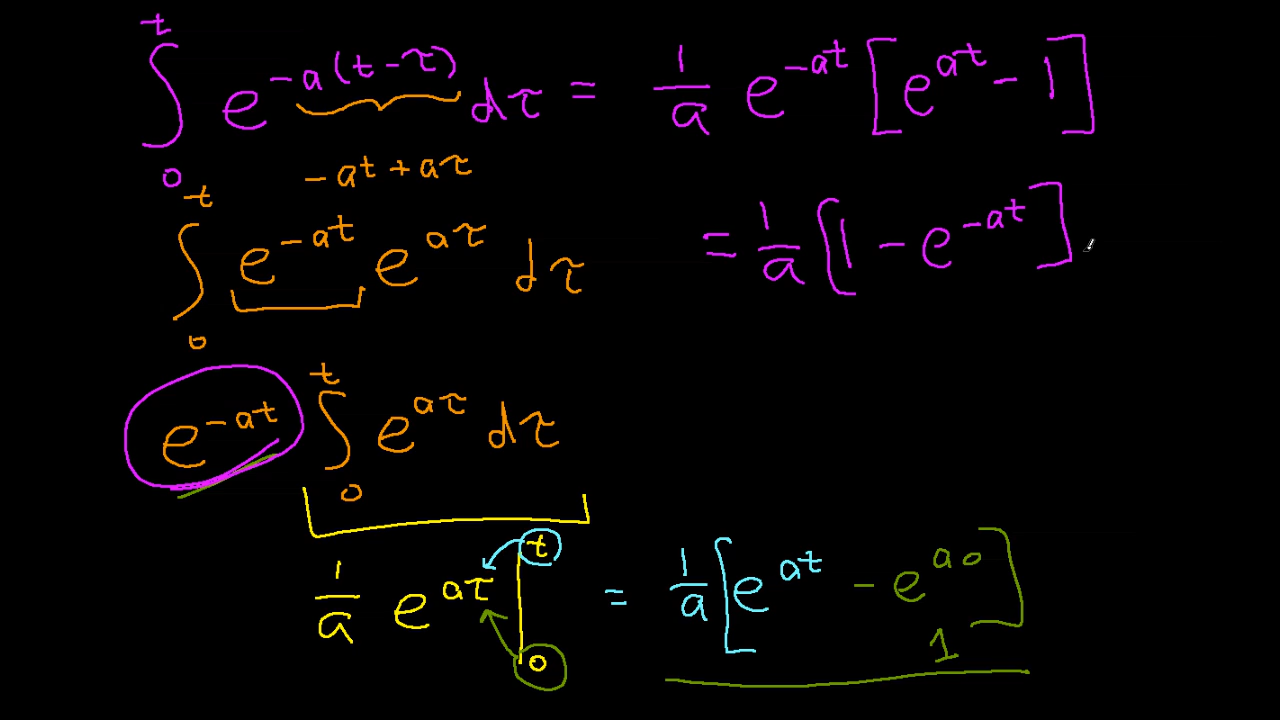 ∫₀ᵗ e^{-a(t-τ)} dτ = 1/a e^{-at} [e^{at} - 1]
-at + aτ
∫₀ᵗ e^{-at} e^{aτ} dτ
= 1/a [1 - e^{-at}]
e^{-at} ∫₀ᵗ e^{aτ} dτ
1/a e^{aτ} |₀ᵗ = 1/a [e^{at} - e^{a0}]
1